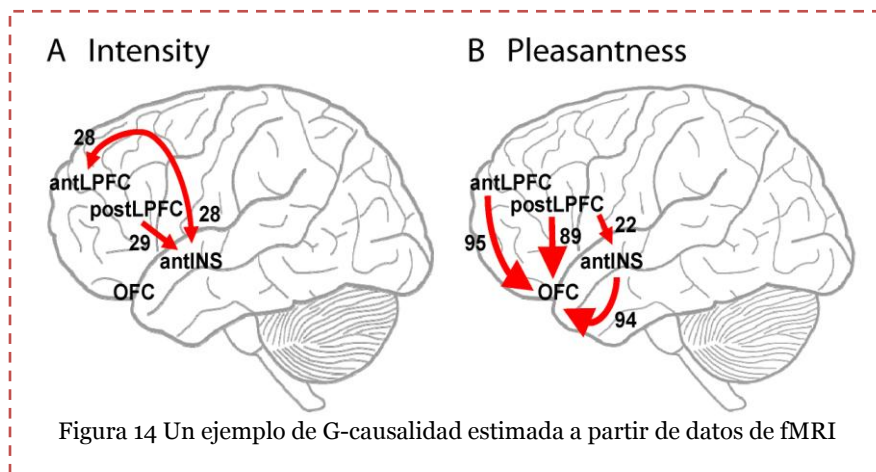 A Intensity
28
antLPFC
postLPFC
28
29
antINS
OFC
B Pleasantness
antLPFC
postLPFC
22
95
89
antINS
OFC
94
Figura 14 Un ejemplo de G-causalidad estimada a partir de datos de fMRI